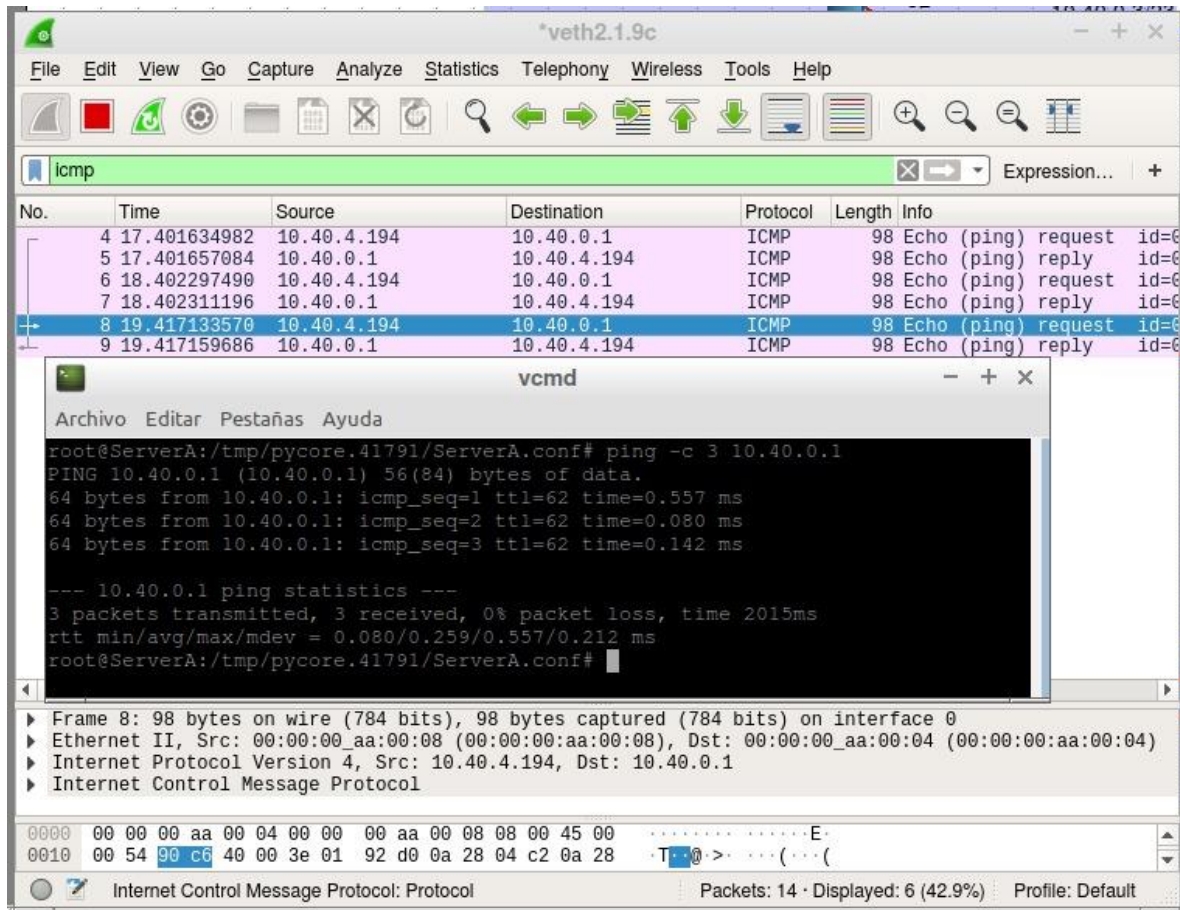 *veth2.1.9c
File Edit View Go Capture Analyze Statistics Telephony Wireless Tools Help
icmp Expression… +
No. Time Source Destination Protocol Length Info
4 17.401634982 10.40.4.194 10.40.0.1 ICMP 98 Echo (ping) request id=0
5 17.401657084 10.40.0.1 10.40.4.194 ICMP 98 Echo (ping) reply id=0
6 18.402297490 10.40.4.194 10.40.0.1 ICMP 98 Echo (ping) request id=0
7 18.402311196 10.40.0.1 10.40.4.194 ICMP 98 Echo (ping) reply id=0
8 19.417133570 10.40.4.194 10.40.0.1 ICMP 98 Echo (ping) request id=0
9 19.417159686 10.40.0.1 10.40.4.194 ICMP 98 Echo (ping) reply id=0
vcmd
Archivo Editar Pestañas Ayuda
root@ServerA:/tmp/pycore.41791/ServerA.conf# ping -c 3 10.40.0.1
PING 10.40.0.1 (10.40.0.1) 56(84) bytes of data.
64 bytes from 10.40.0.1: icmp_seq=1 ttl=62 time=0.557 ms
64 bytes from 10.40.0.1: icmp_seq=2 ttl=62 time=0.080 ms
64 bytes from 10.40.0.1: icmp_seq=3 ttl=62 time=0.142 ms
--- 10.40.0.1 ping statistics ---
3 packets transmitted, 3 received, 0% packet loss, time 2015ms
rtt min/avg/max/mdev = 0.080/0.259/0.557/0.212 ms
root@ServerA:/tmp/pycore.41791/ServerA.conf#
Frame 8: 98 bytes on wire (784 bits), 98 bytes captured (784 bits) on interface 0
Ethernet II, Src: 00:00:00_aa:00:08 (00:00:00:aa:00:08), Dst: 00:00:00_aa:00:04 (00:00:00:aa:00:04)
Internet Protocol Version 4, Src: 10.40.4.194, Dst: 10.40.0.1
Internet Control Message Protocol
0000 00 00 00 aa 00 04 00 00 00 aa 00 08 08 00 45 00 ········ ······E·
0010 00 54 90 c6 40 00 3e 01 92 d0 0a 28 04 c2 0a 28 ·T··@·>· ···(···(
Internet Control Message Protocol: Protocol Packets: 14 · Displayed: 6 (42.9%) Profile: Default